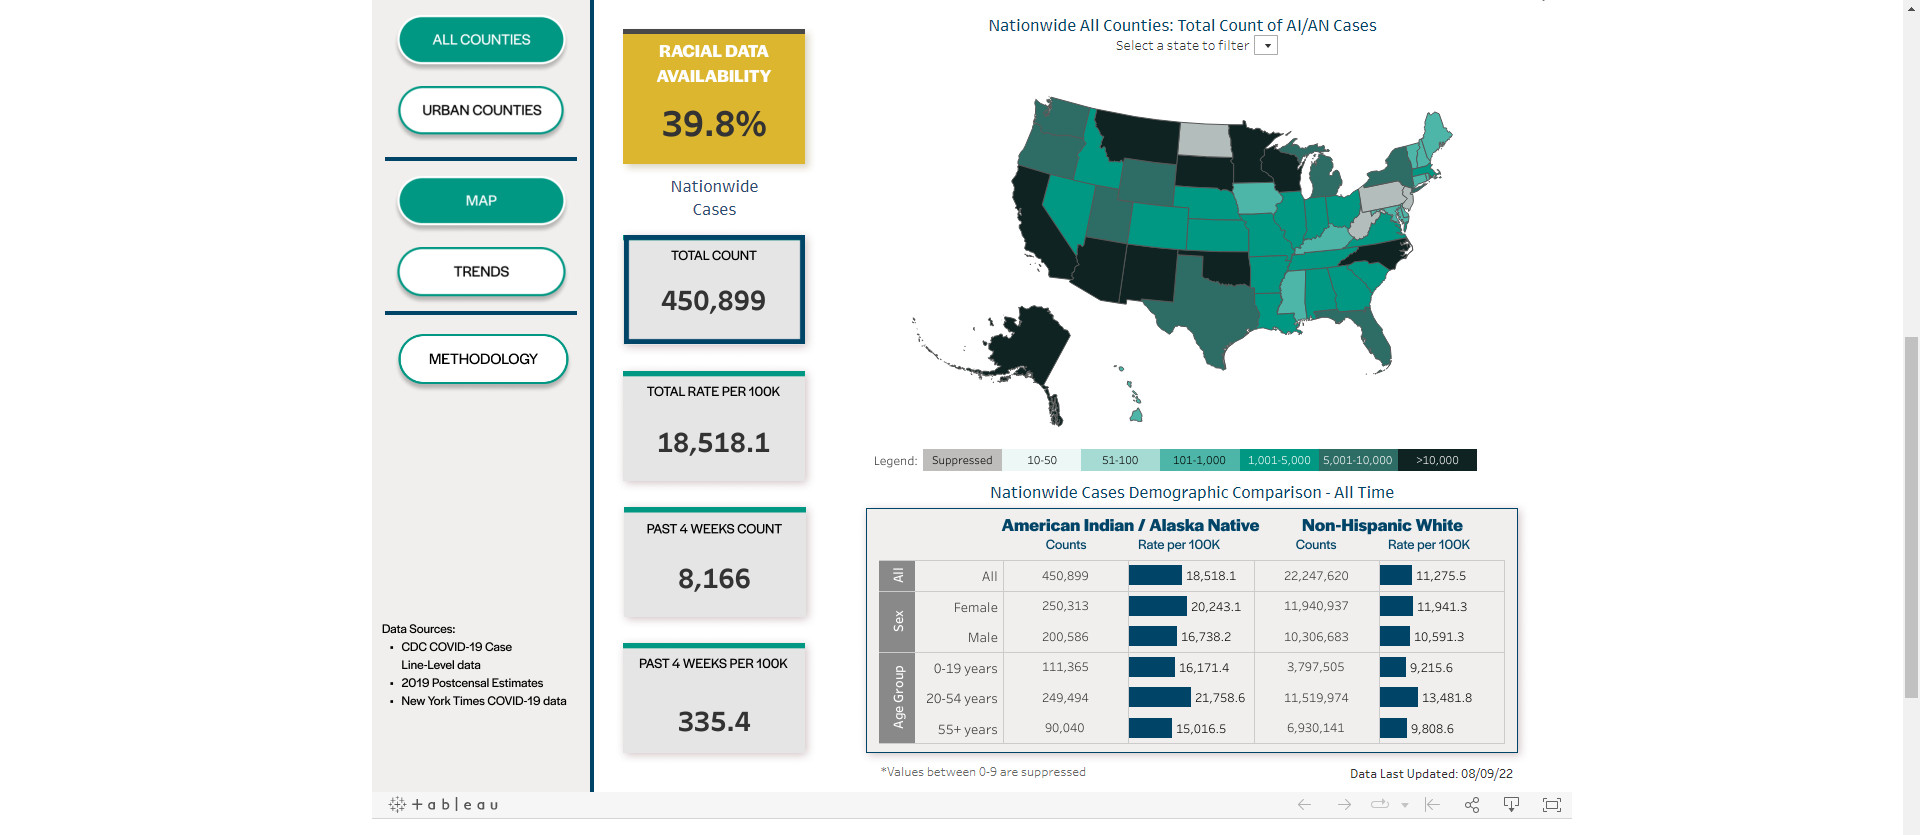 ALL COUNTIES
URBAN COUNTIES
MAP
TRENDS
METHODOLOGY
Data Sources:
• CDC COVID-19 Case
Line-Level data
• 2019 Postcensal Estimates
• New York Times COVID-19 data
RACIAL DATA
AVAILABILITY
39.8%
Nationwide
Cases
TOTAL COUNT
450,899
TOTAL RATE PER 100K
18,518.1
PAST 4 WEEKS COUNT
8,166
PAST 4 WEEKS PER 100K
335.4
Nationwide All Counties: Total Count of AI/AN Cases
Select a state to filter
Legend: Suppressed 10-50 51-100 101-1,000 1,001-5,000 5,001-10,000 >10,000
Nationwide Cases Demographic Comparison - All Time
American Indian / Alaska Native Non-Hispanic White
Counts Rate per 100K Counts Rate per 100K
All All 450,899 18,518.1 22,247,620 11,275.5
Sex Female 250,313 20,243.1 11,940,937 11,941.3
Male 200,586 16,738.2 10,306,683 10,591.3
Age Group 0-19 years 111,365 16,171.4 3,797,505 9,215.6
20-54 years 249,494 21,758.6 11,519,974 13,481.8
55+ years 90,040 15,016.5 6,930,141 9,808.6
*Values between 0-9 are suppressed
Data Last Updated: 08/09/22
+ableau